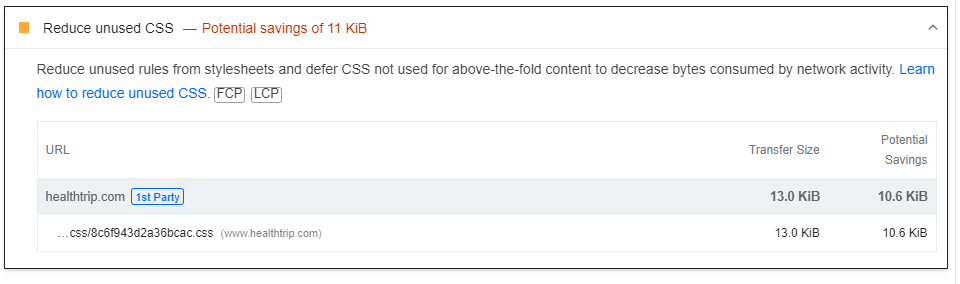 Reduce unused CSS — Potential savings of 11 KiB
Reduce unused rules from stylesheets and defer CSS not used for above-the-fold content to decrease bytes consumed by network activity. Learn
how to reduce unused CSS. FCP LCP
URL Transfer Size Potential Savings
healthtrip.com 1st Party 13.0 KiB 10.6 KiB
…css/8c6f943d2a36bcac.css (www.healthtrip.com) 13.0 KiB 10.6 KiB